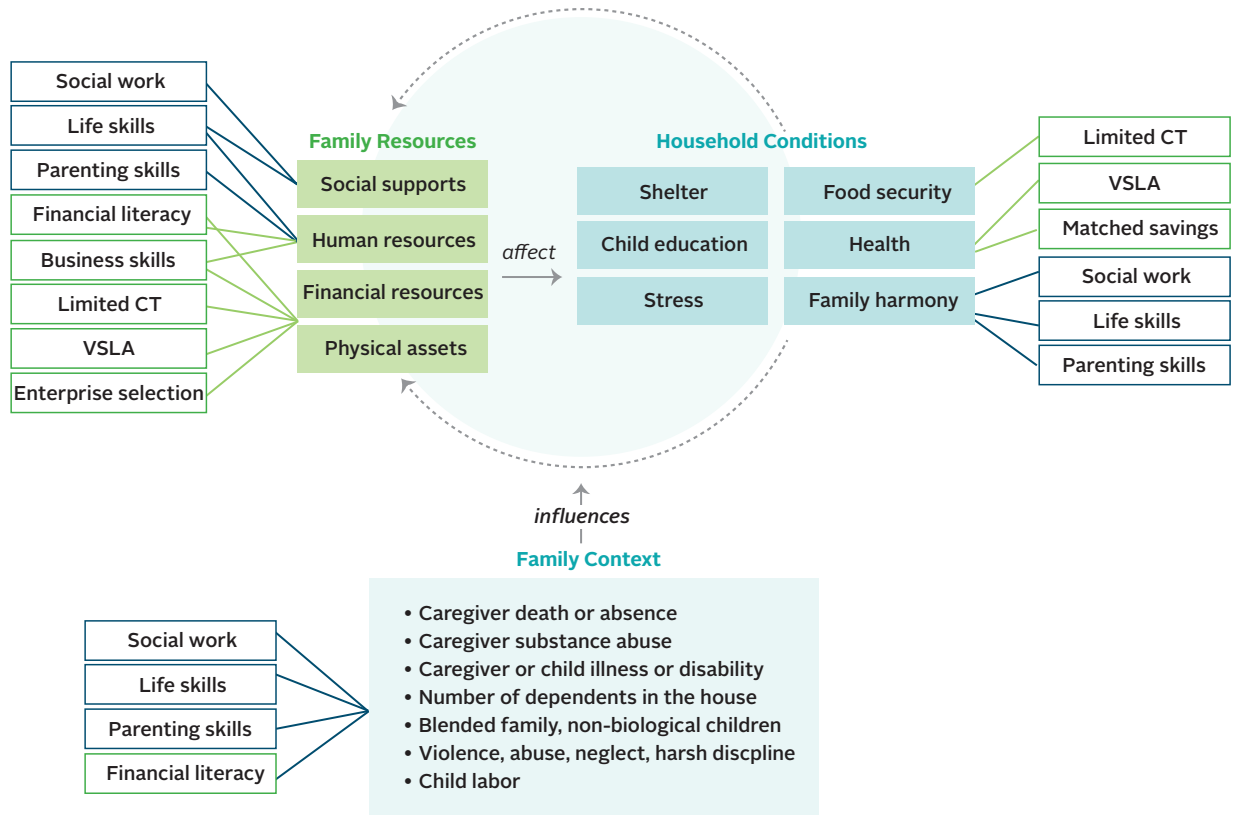 Social work
Life skills
Parenting skills
Financial literacy
Business skills
Limited CT
VSLA
Enterprise selection
Family Resources
Social supports
Human resources
Financial resources
Physical assets
affect
Household Conditions
Shelter
Food security
Child education
Health
Stress
Family harmony
Limited CT
VSLA
Matched savings
Social work
Life skills
Parenting skills
influences
Family Context
• Caregiver death or absence
• Caregiver substance abuse
• Caregiver or child illness or disability
• Number of dependents in the house
• Blended family, non-biological children
• Violence, abuse, neglect, harsh discpline
• Child labor
Social work
Life skills
Parenting skills
Financial literacy